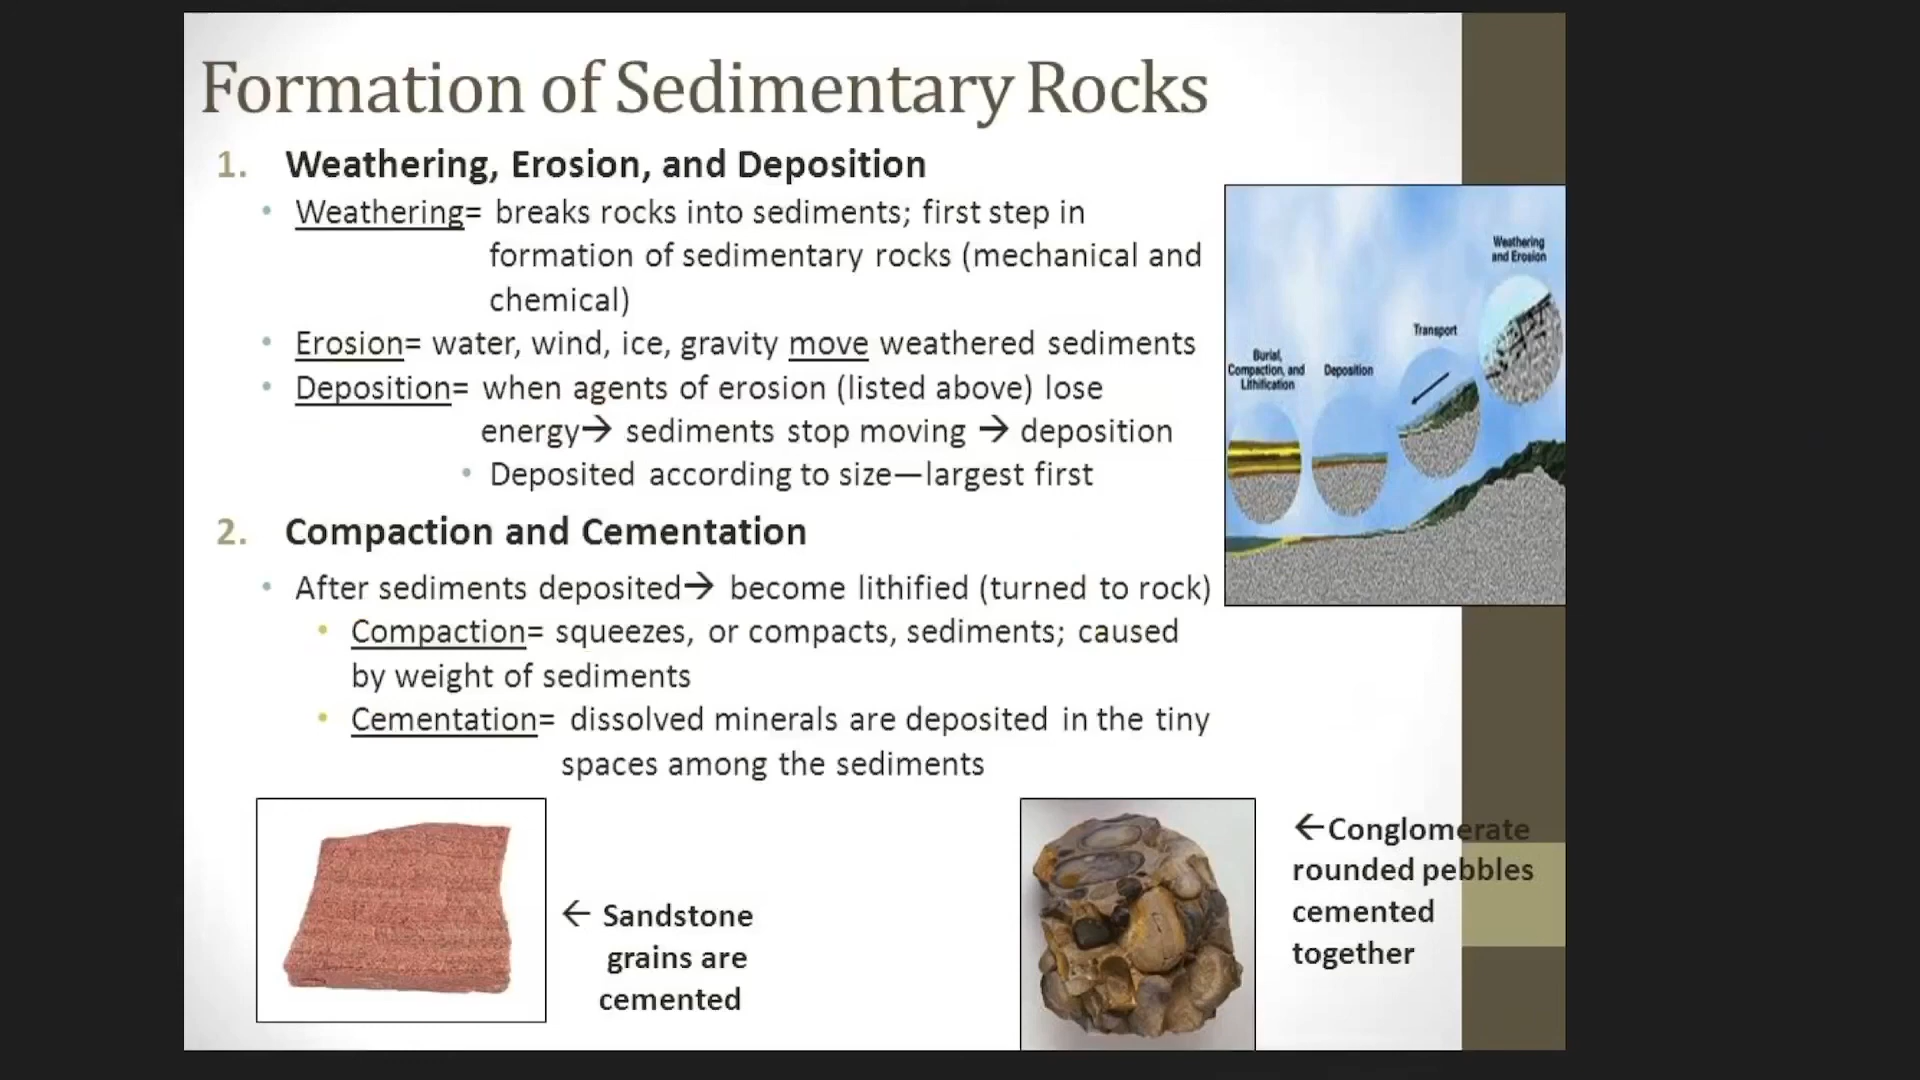 Formation of Sedimentary Rocks
1. Weathering, Erosion, and Deposition
• Weathering= breaks rocks into sediments; first step in
formation of sedimentary rocks (mechanical and
chemical)
• Erosion= water, wind, ice, gravity move weathered sediments
• Deposition= when agents of erosion (listed above) lose
energy→ sediments stop moving → deposition
• Deposited according to size—largest first
2. Compaction and Cementation
• After sediments deposited→ become lithified (turned to rock)
• Compaction= squeezes, or compacts, sediments; caused
by weight of sediments
• Cementation= dissolved minerals are deposited in the tiny
spaces among the sediments
Weathering
and Erosion
Transport
Deposition
Burial,
Compaction, and
Lithification
← Sandstone
grains are
cemented
←Conglomerate
rounded pebbles
cemented
together